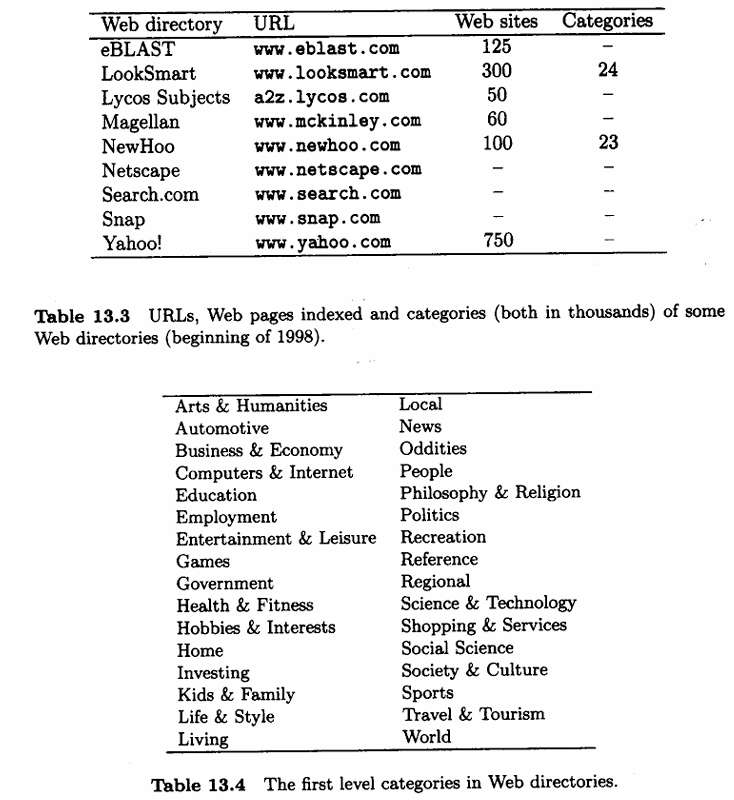 Web directory URL Web sites Categories
eBLAST www.eblast.com 125 –
LookSmart www.looksmart.com 300 24
Lycos Subjects a2z.lycos.com 50 –
Magellan www.mckinley.com 60 –
NewHoo www.newhoo.com 100 23
Netscape www.netscape.com – –
Search.com www.search.com – –
Snap www.snap.com – –
Yahoo! www.yahoo.com 750 –
Table 13.3 URLs, Web pages indexed and categories (both in thousands) of some
Web directories (beginning of 1998).
Arts & Humanities Local
Automotive News
Business & Economy Oddities
Computers & Internet People
Education Philosophy & Religion
Employment Politics
Entertainment & Leisure Recreation
Games Reference
Government Regional
Health & Fitness Science & Technology
Hobbies & Interests Shopping & Services
Home Social Science
Investing Society & Culture
Kids & Family Sports
Life & Style Travel & Tourism
Living World
Table 13.4 The first level categories in Web directories.